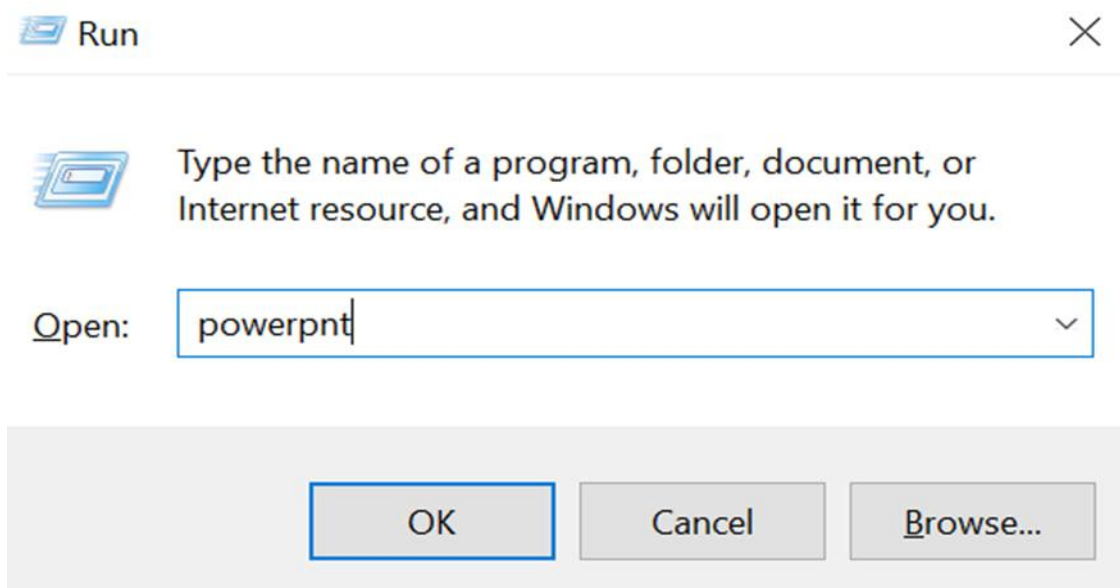 Run
Type the name of a program, folder, document, or
Internet resource, and Windows will open it for you.
Open: powerpnt
OK Cancel Browse...